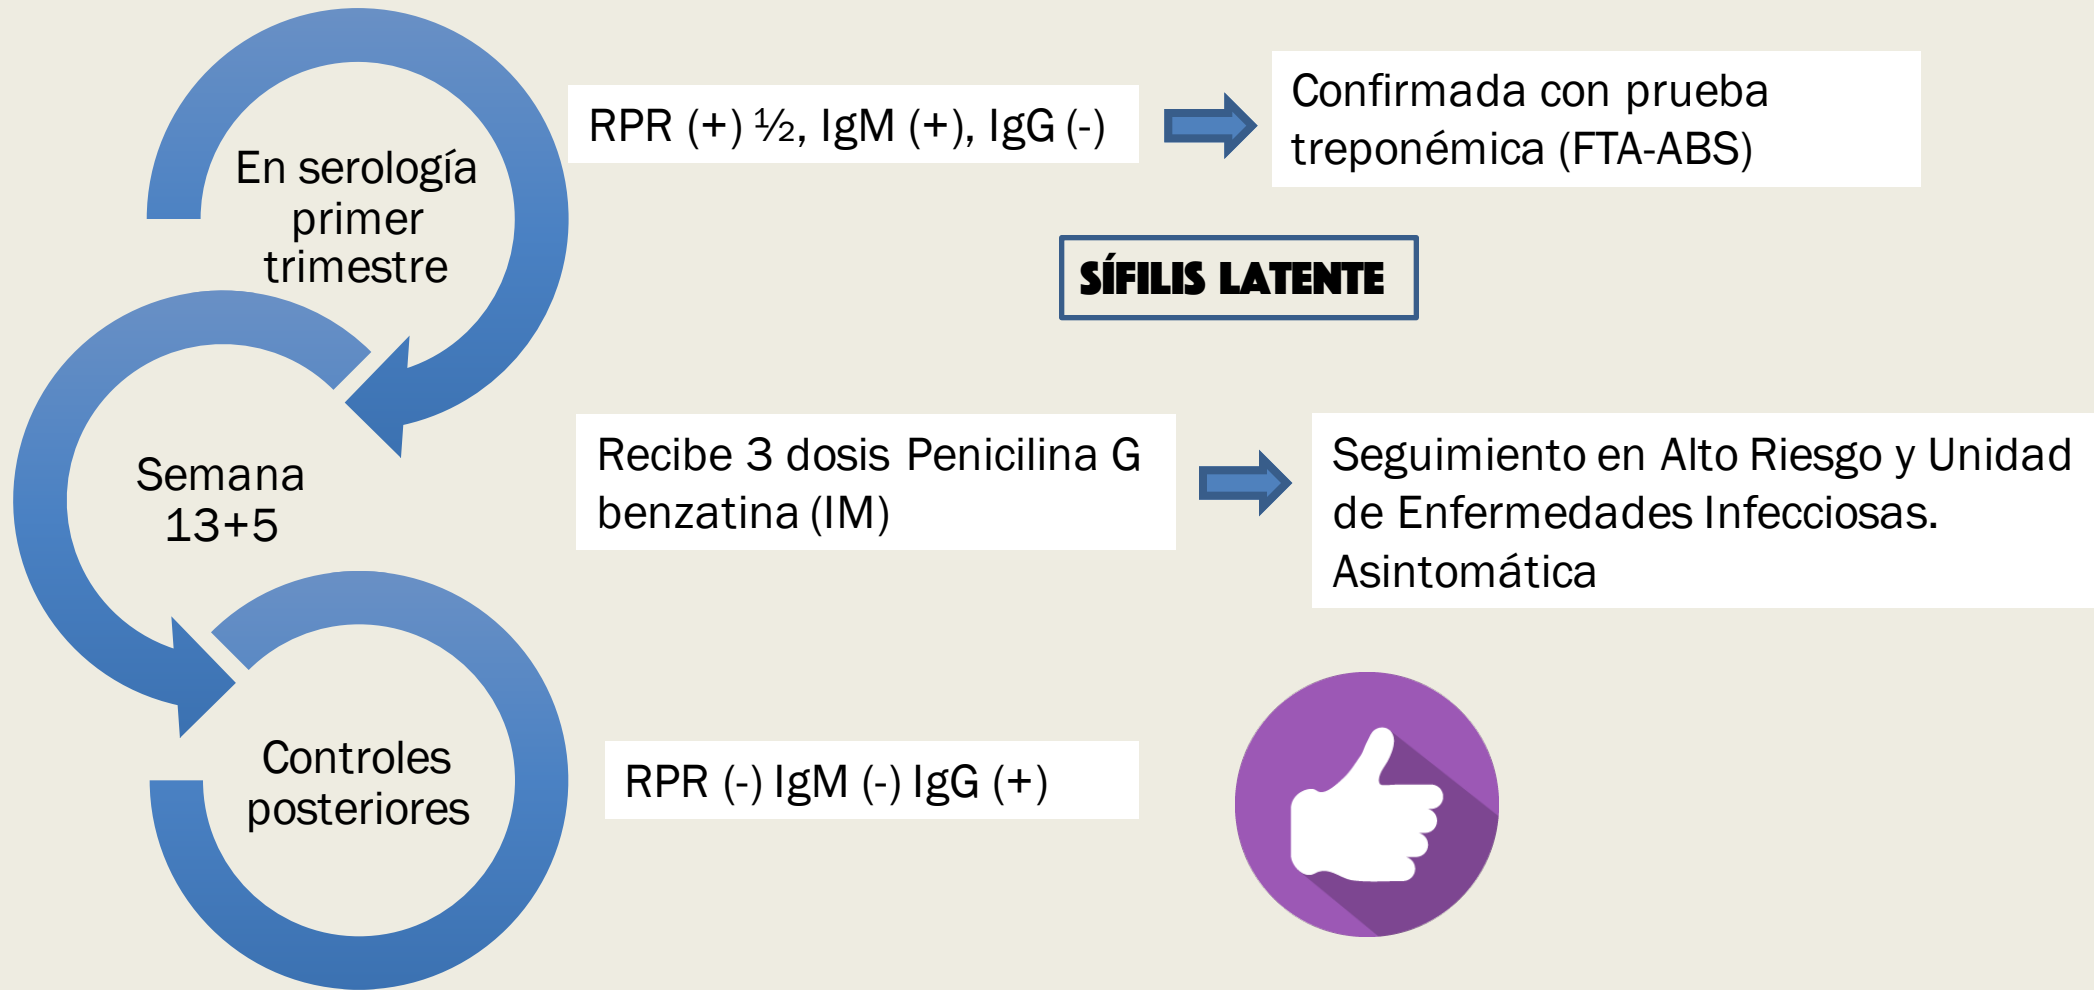 En serología
primer
trimestre
RPR (+) ½, IgM (+), IgG (-)
Confirmada con prueba
treponémica (FTA-ABS)
SÍFILIS LATENTE
Semana
13+5
Recibe 3 dosis Penicilina G
benzatina (IM)
Seguimiento en Alto Riesgo y Unidad
de Enfermedades Infecciosas.
Asintomática
Controles
posteriores
RPR (-) IgM (-) IgG (+)